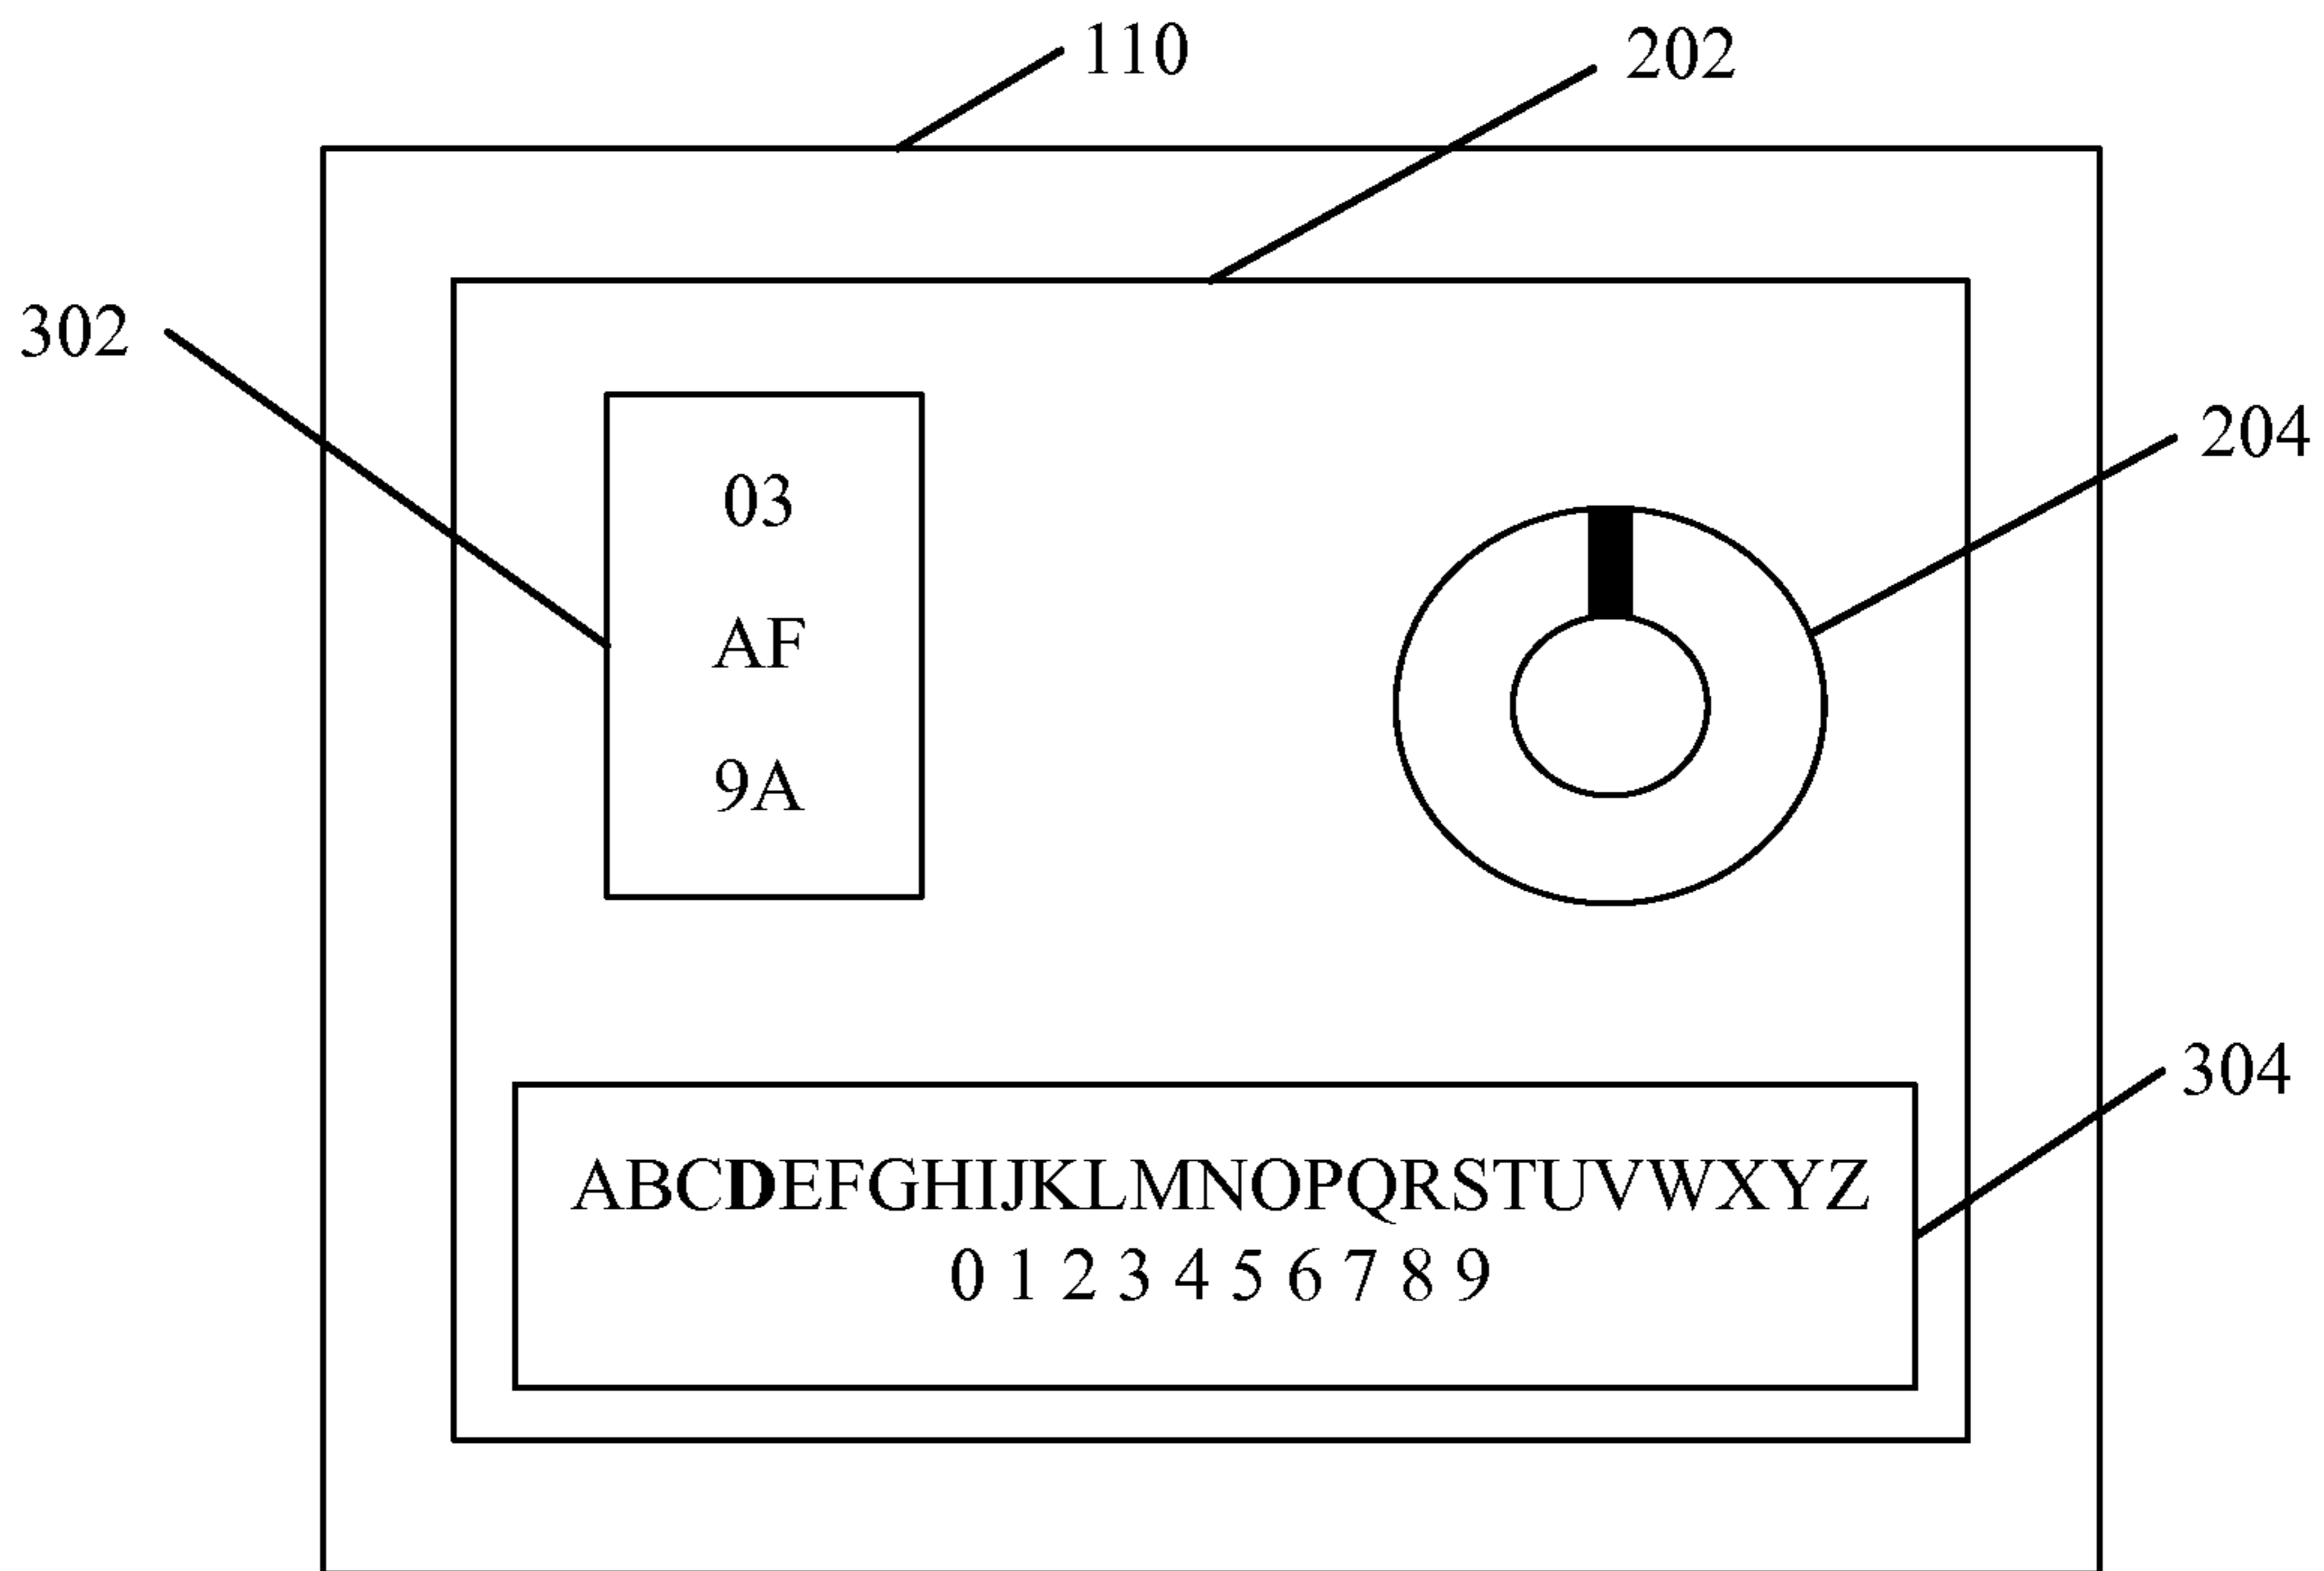 110
202
302
204
03
AF
9A
304
ABCDEFGHIJKLMNOPQRSTUVWXYZ
0 1 2 3 4 5 6 7 8 9